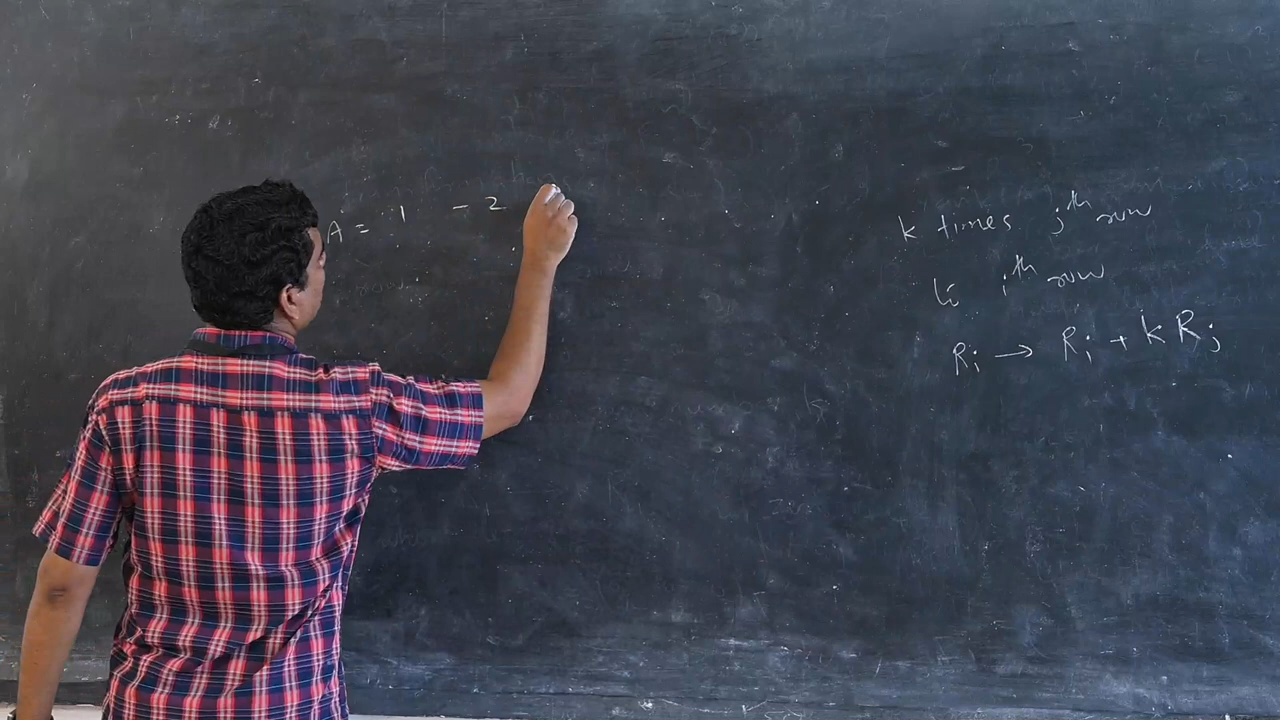 A = 1 - 2
k times jth row
to ith row
Ri → Ri + k Rj